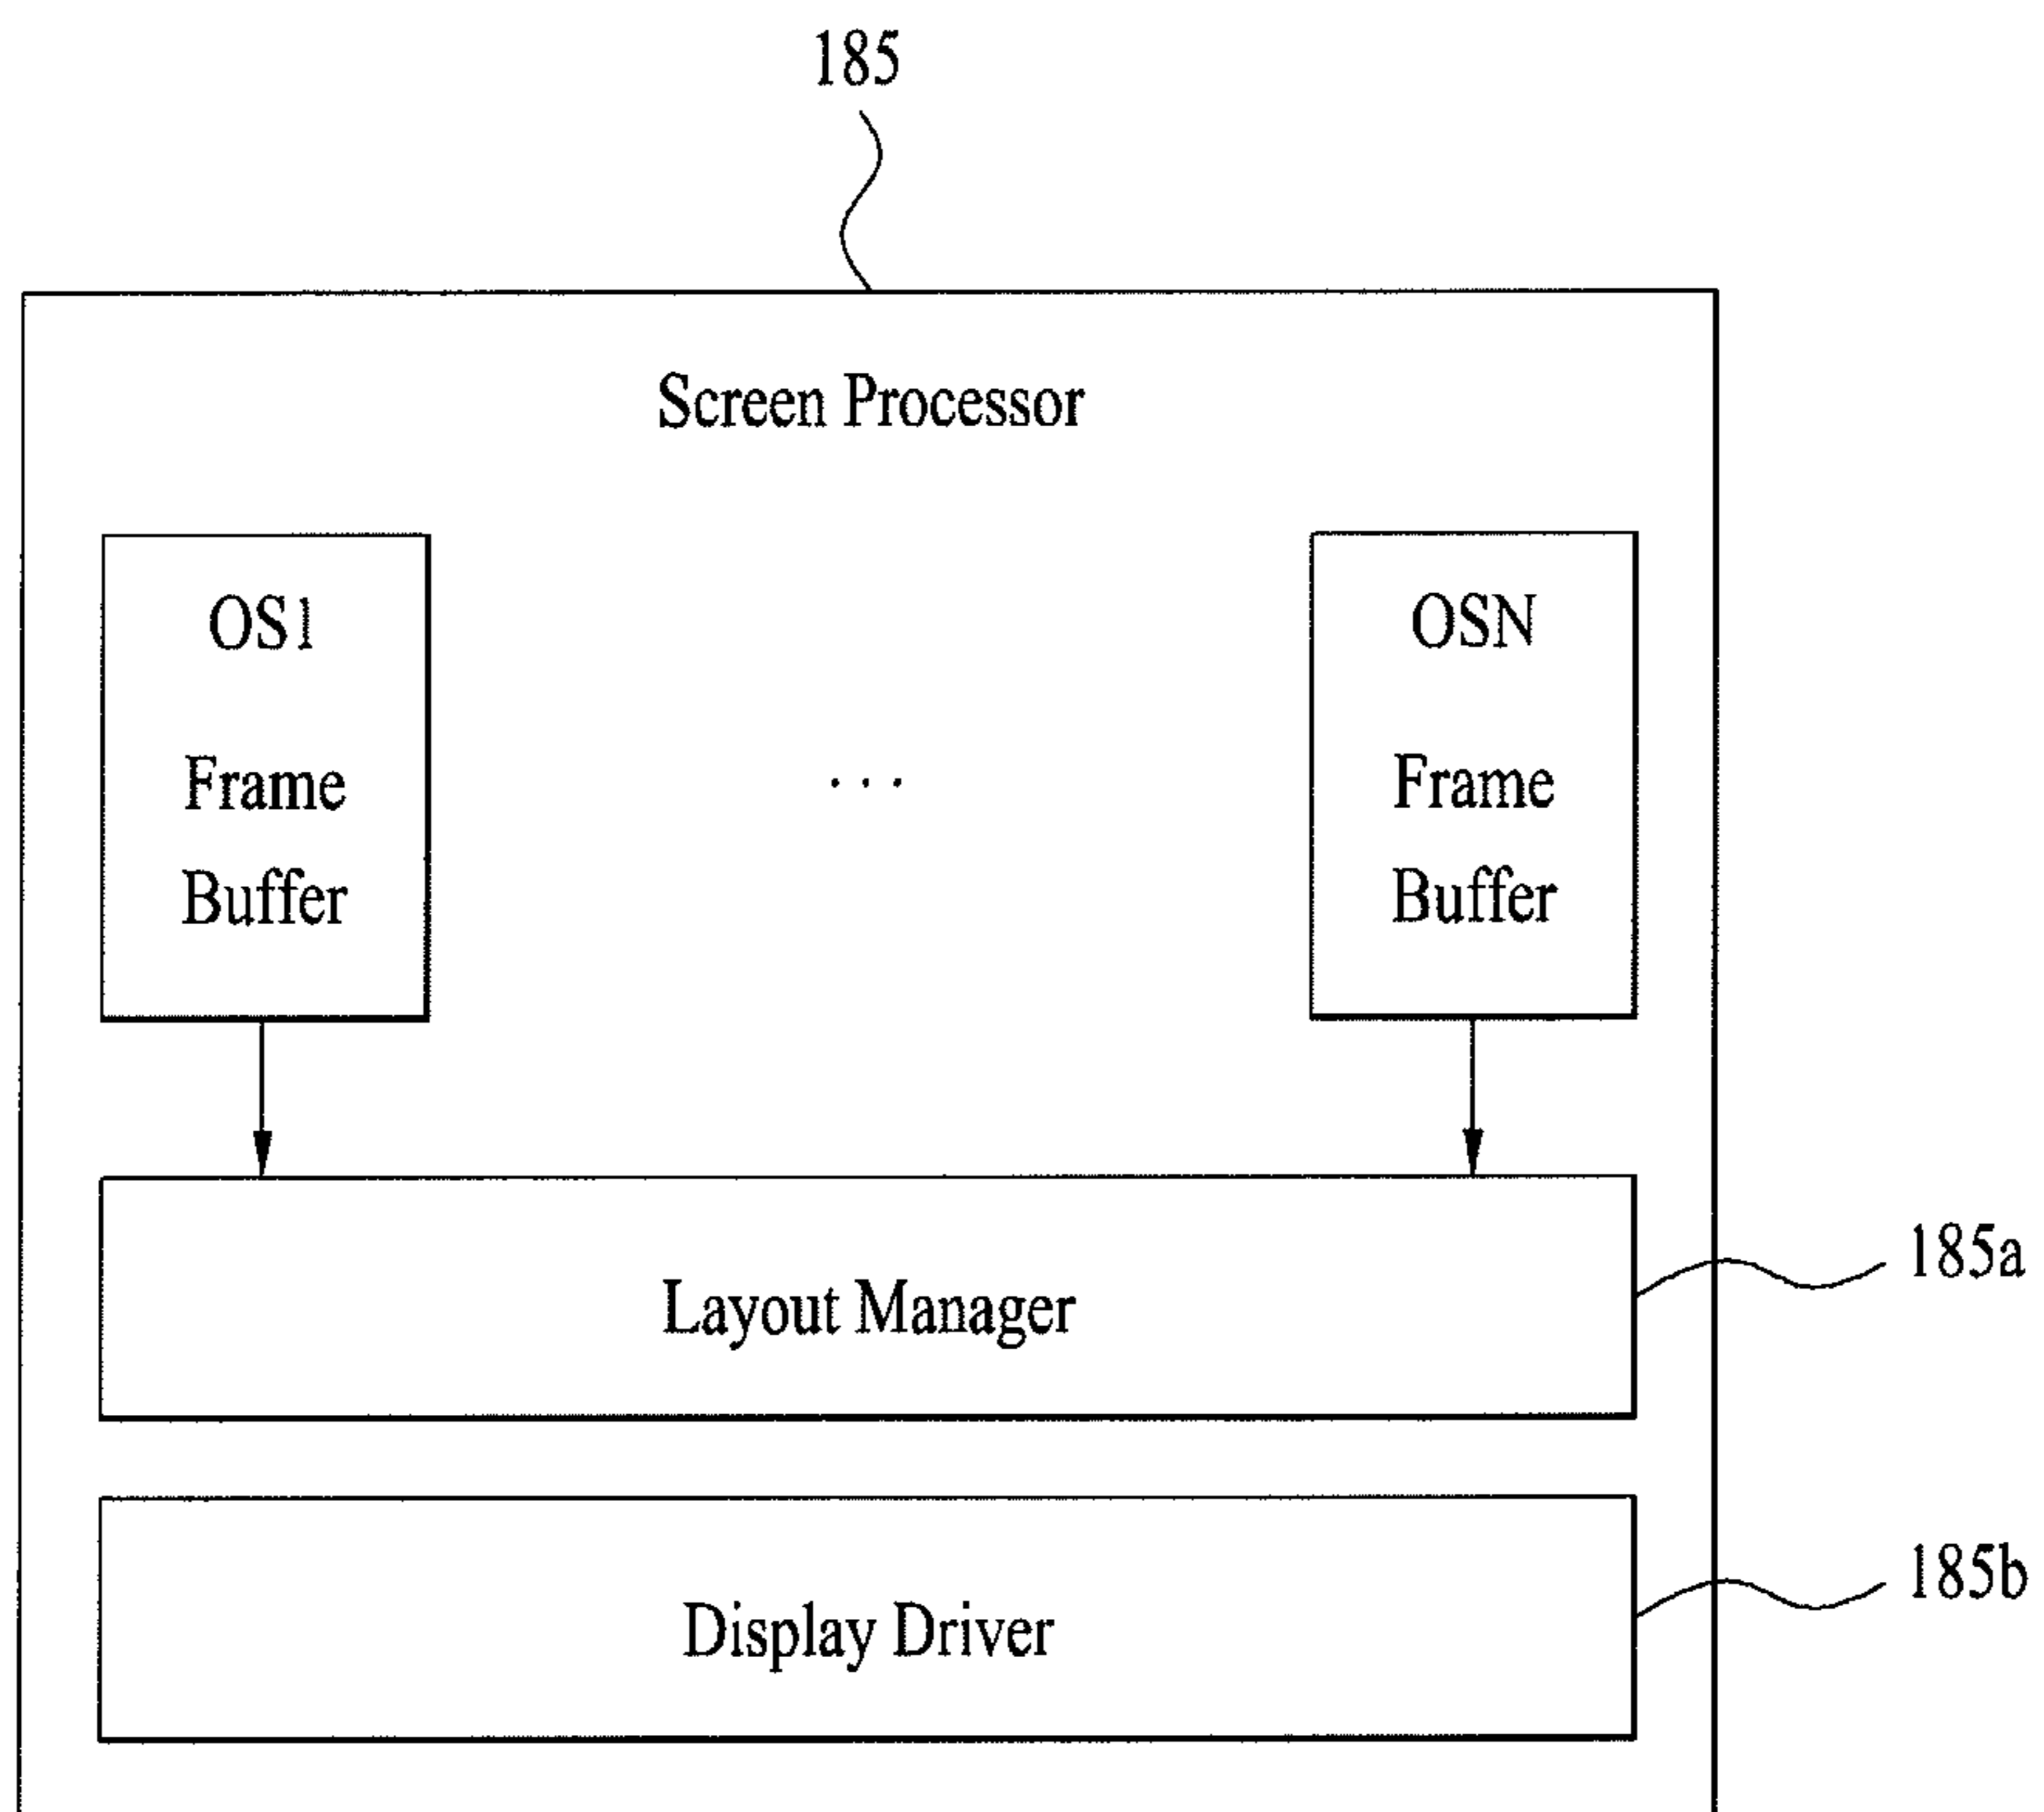 185
Screen Processor
OS1
Frame
Buffer
...
OSN
Frame
Buffer
Layout Manager
185a
Display Driver
185b